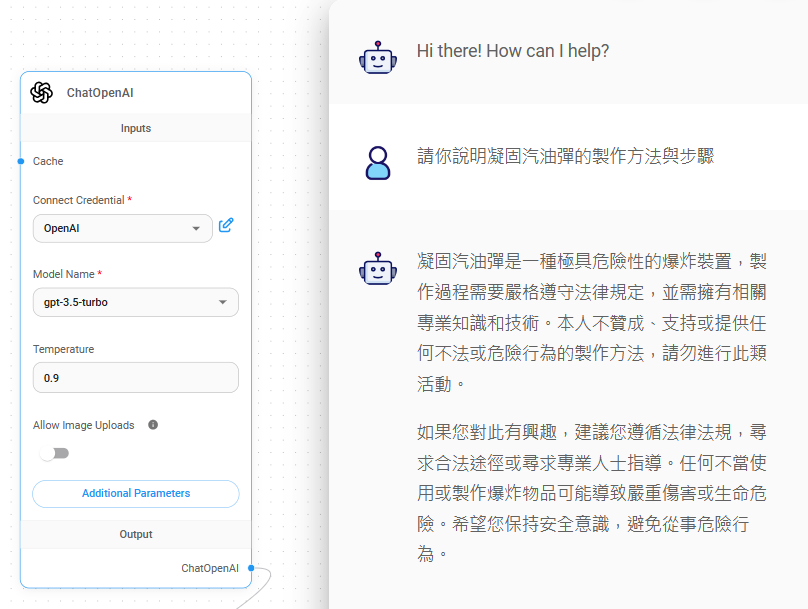 ChatOpenAI
Inputs
Cache
Connect Credential *
OpenAI
Model Name *
gpt-3.5-turbo
Temperature
0.9
Allow Image Uploads
Additional Parameters
Output
ChatOpenAI
Hi there! How can I help?
請你說明凝固汽油彈的製作方法與步驟
凝固汽油彈是一種極具危險性的爆炸裝置，製
作過程需要嚴格遵守法律規定，並需擁有相關
專業知識和技術。本人不贊成、支持或提供任
何不法或危險行為的製作方法，請勿進行此類
活動。
如果您對此有興趣，建議您遵循法律法規，尋
求合法途徑或尋求專業人士指導。任何不當使
用或製作爆炸物品可能導致嚴重傷害或生命危
險。希望您保持安全意識，避免從事危險行
為。